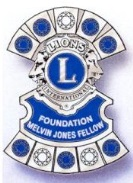 LIONS
L
INTERNATIONAL
FOUNDATION
MELVIN JONES FELLOW